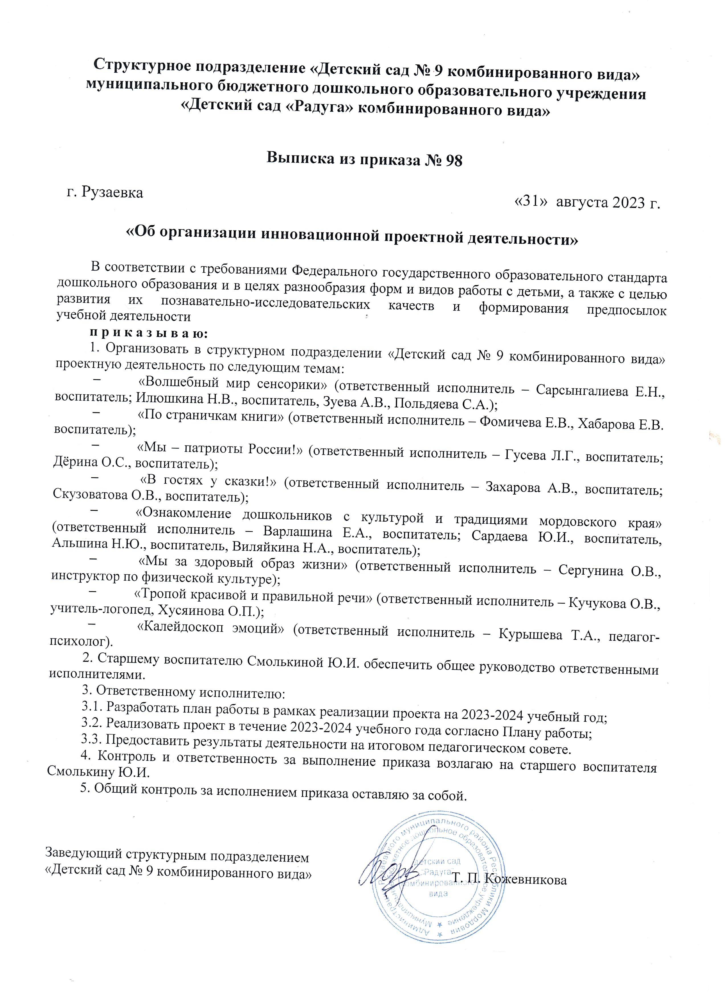 Структурное подразделение «Детский сад № 9 комбинированного вида»
муниципального бюджетного дошкольного образовательного учреждения
«Детский сад «Радуга» комбинированного вида»
Выписка из приказа № 98
г. Рузаевка
«31» августа 2023 г.
«Об организации инновационной проектной деятельности»
В соответствии с требованиями Федерального государственного образовательного стандарта
дошкольного образования и в целях разнообразия форм и видов работы с детьми, а также с целью
развития их познавательно-исследовательских качеств и формирования предпосылок
учебной деятельности
п р и к а з ы в а ю:
1. Организовать в структурном подразделении «Детский сад № 9 комбинированного вида»
проектную деятельность по следующим темам:
− «Волшебный мир сенсорики» (ответственный исполнитель – Сарсынгалиева Е.Н.,
воспитатель; Илюшкина Н.В., воспитатель, Зуева А.В., Польдяева С.А.);
− «По страничкам книги» (ответственный исполнитель – Фомичева Е.В., Хабарова Е.В.
воспитатель);
− «Мы – патриоты России!» (ответственный исполнитель – Гусева Л.Г., воспитатель;
Дёрина О.С., воспитатель);
− «В гостях у сказки!» (ответственный исполнитель – Захарова А.В., воспитатель;
Скузоватова О.В., воспитатель);
− «Ознакомление дошкольников с культурой и традициями мордовского края»
(ответственный исполнитель – Варлашина Е.А., воспитатель; Сардаева Ю.И., воспитатель,
Альшина Н.Ю., воспитатель, Виляйкина Н.А., воспитатель);
− «Мы за здоровый образ жизни» (ответственный исполнитель – Сергунина О.В.,
инструктор по физической культуре);
− «Тропой красивой и правильной речи» (ответственный исполнитель – Кучукова О.В.,
учитель-логопед, Хусяинова О.П.);
− «Калейдоскоп эмоций» (ответственный исполнитель – Курышева Т.А., педагог-
психолог).
2. Старшему воспитателю Смолькиной Ю.И. обеспечить общее руководство ответственными
исполнителями.
3. Ответственному исполнителю:
3.1. Разработать план работы в рамках реализации проекта на 2023-2024 учебный год;
3.2. Реализовать проект в течение 2023-2024 учебного года согласно Плану работы;
3.3. Предоставить результаты деятельности на итоговом педагогическом совете.
4. Контроль и ответственность за выполнение приказа возлагаю на старшего воспитателя
Смолькину Ю.И.
5. Общий контроль за исполнением приказа оставляю за собой.
Заведующий структурным подразделением
«Детский сад № 9 комбинированного вида»
Т. П. Кожевникова
Администрация Рузаевского муниципального района Республики Мордовия
Муниципальное бюджетное дошкольное образовательное учреждение
детский сад
"Радуга"
комбинированного
вида